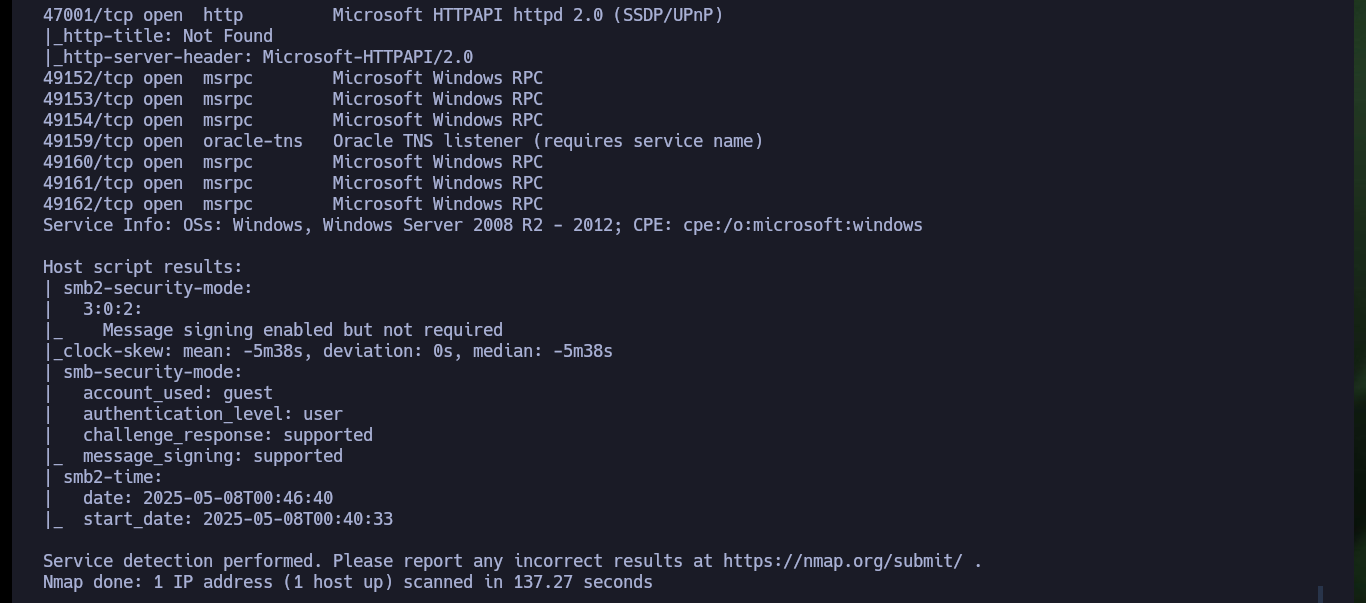 47001/tcp open  http         Microsoft HTTPAPI httpd 2.0 (SSDP/UPnP)
|_http-title: Not Found
|_http-server-header: Microsoft-HTTPAPI/2.0
49152/tcp open  msrpc        Microsoft Windows RPC
49153/tcp open  msrpc        Microsoft Windows RPC
49154/tcp open  msrpc        Microsoft Windows RPC
49159/tcp open  oracle-tns   Oracle TNS listener (requires service name)
49160/tcp open  msrpc        Microsoft Windows RPC
49161/tcp open  msrpc        Microsoft Windows RPC
49162/tcp open  msrpc        Microsoft Windows RPC
Service Info: OSs: Windows, Windows Server 2008 R2 - 2012; CPE: cpe:/o:microsoft:windows

Host script results:
| smb2-security-mode:
|   3:0:2:
|_    Message signing enabled but not required
|_clock-skew: mean: -5m38s, deviation: 0s, median: -5m38s
| smb-security-mode:
|   account_used: guest
|   authentication_level: user
|   challenge_response: supported
|_  message_signing: supported
| smb2-time:
|   date: 2025-05-08T00:46:40
|_  start_date: 2025-05-08T00:40:33

Service detection performed. Please report any incorrect results at https://nmap.org/submit/ .
Nmap done: 1 IP address (1 host up) scanned in 137.27 seconds